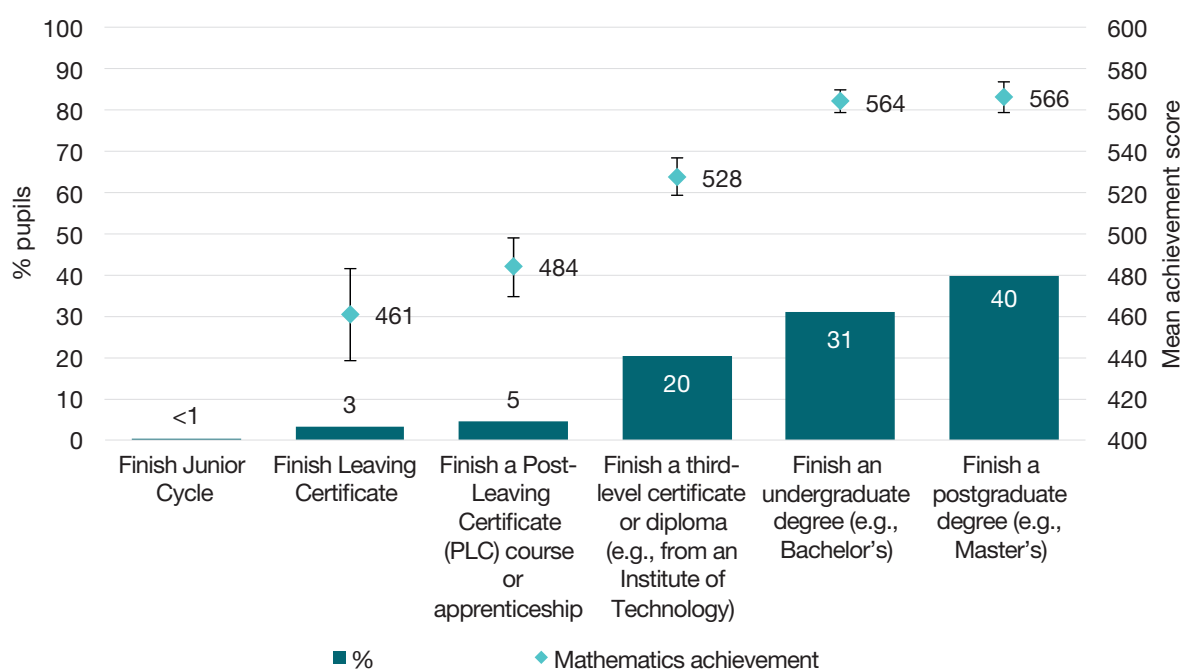 100
90
80
70
60
50
40
30
20
10
0
% pupils
600
580
560
540
520
500
480
460
440
420
400
Mean achievement score
461
484
528
564
566
<1
3
5
20
31
40
Finish Junior
Cycle
Finish Leaving
Certificate
Finish a Post-
Leaving
Certificate
(PLC) course
or
apprenticeship
Finish a third-
level certificate
or diploma
(e.g., from an
Institute of
Technology)
Finish an
undergraduate
degree (e.g.,
Bachelor’s)
Finish a
postgraduate
degree (e.g.,
Master’s)
%
Mathematics achievement